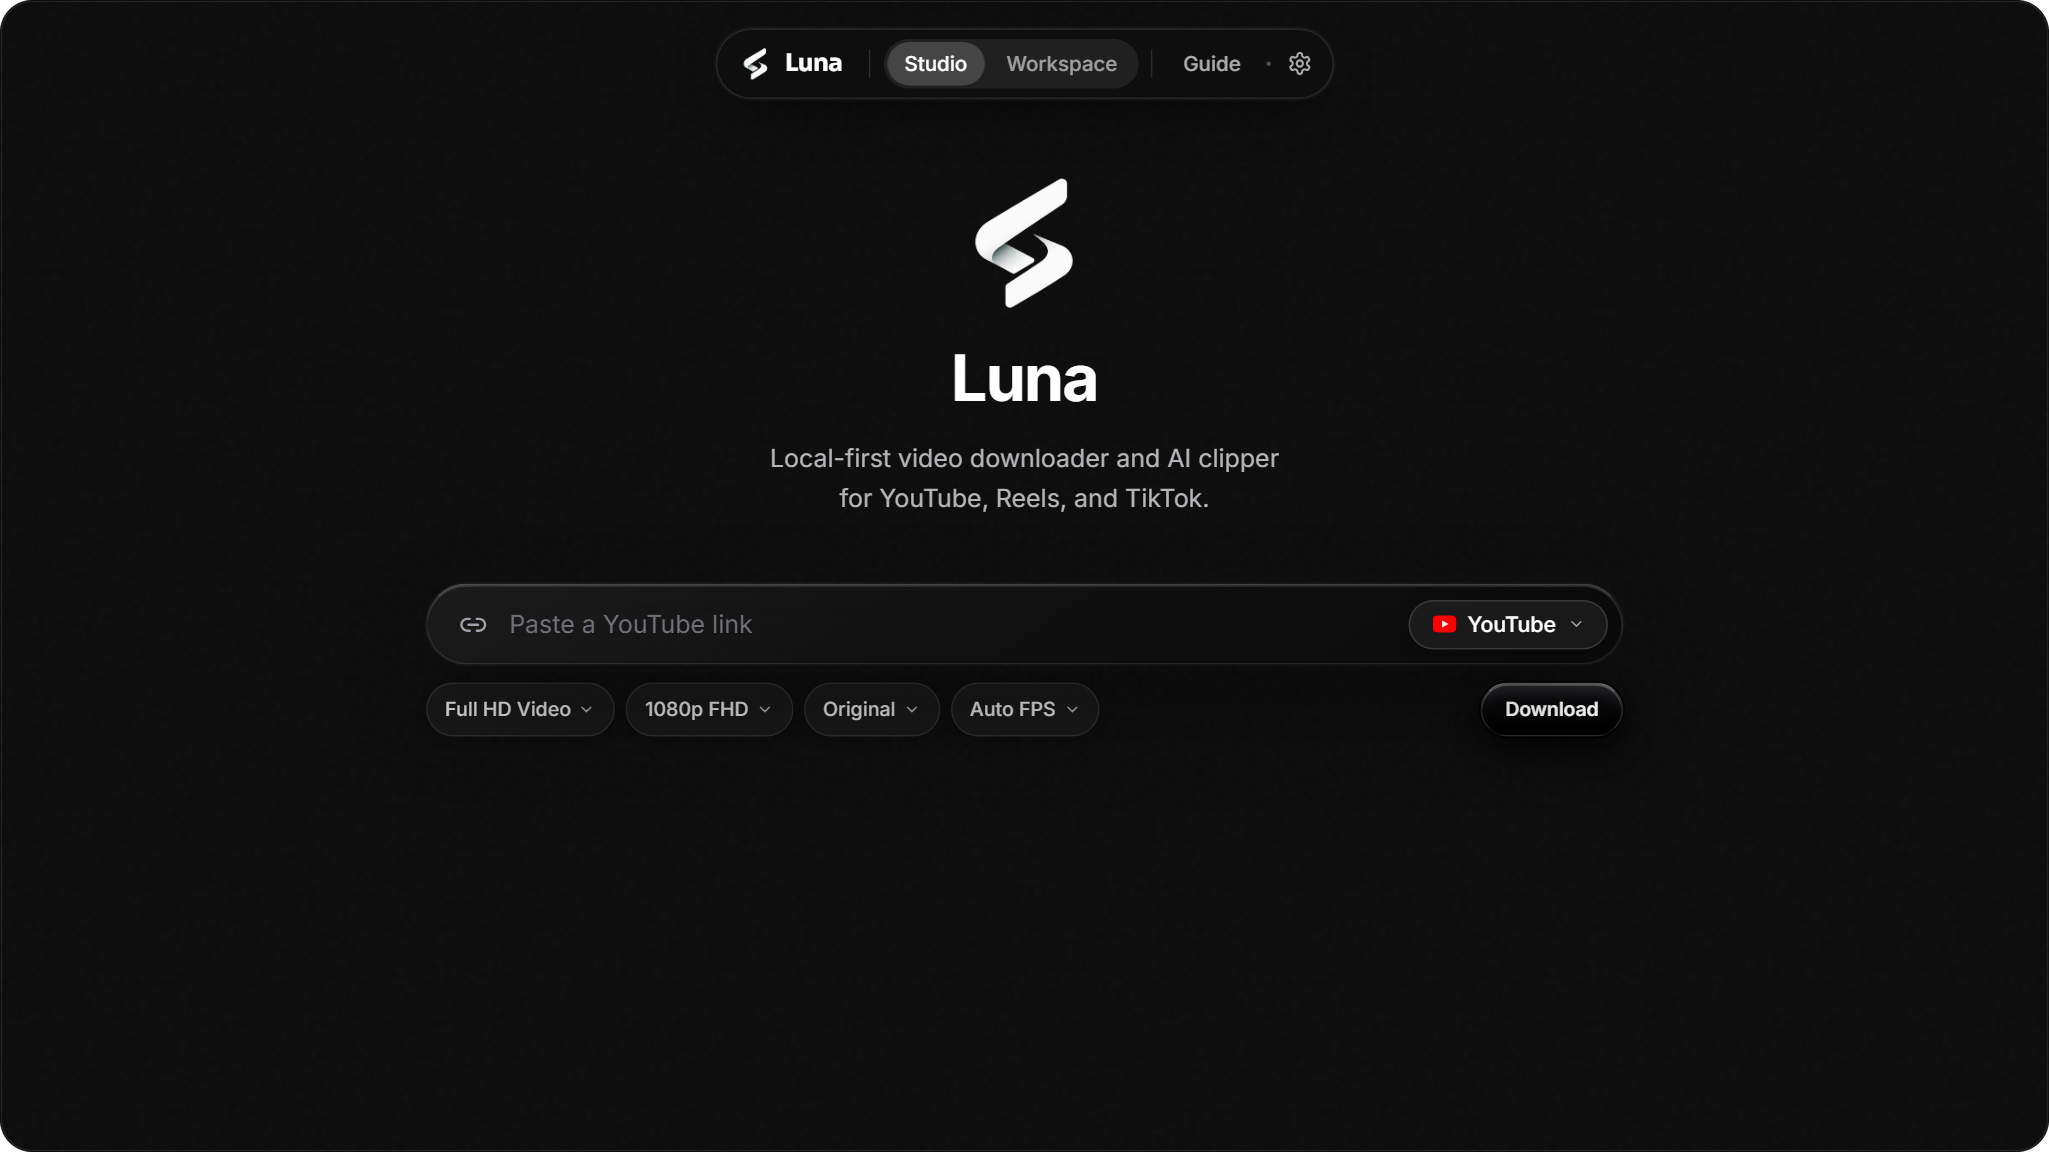 Luna
Studio
Workspace
Guide
Luna
Local-first video downloader and AI clipper
for YouTube, Reels, and TikTok.
Paste a YouTube link
YouTube
Full HD Video
1080p FHD
Original
Auto FPS
Download